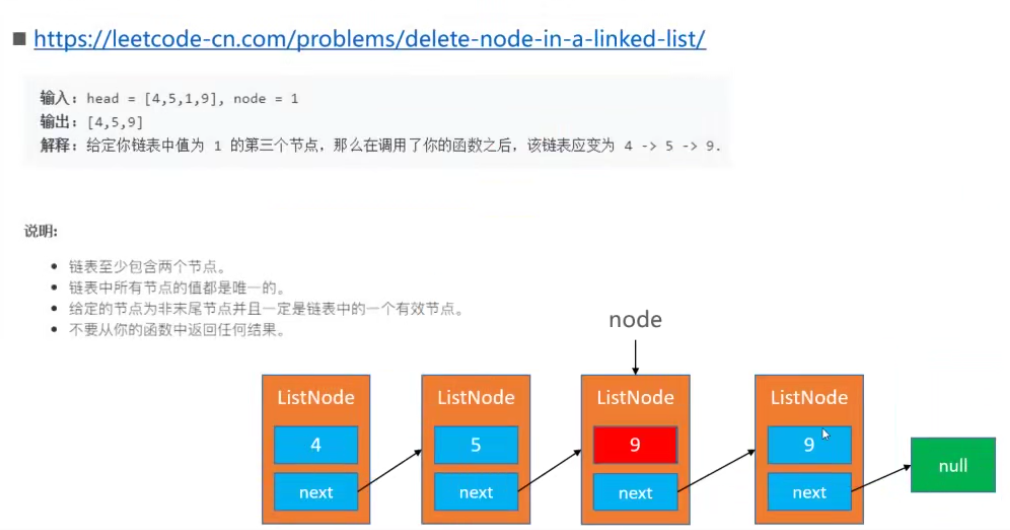 https://leetcode-cn.com/problems/delete-node-in-a-linked-list/
输入：head = [4,5,1,9], node = 1
输出：[4,5,9]
解释：给定你链表中值为 1 的第三个节点，那么在调用了你的函数之后，该链表应变为 4 -> 5 -> 9.
说明:
链表至少包含两个节点。
链表中所有节点的值都是唯一的。
给定的节点为非末尾节点并且一定是链表中的一个有效节点。
不要从你的函数中返回任何结果。
node
ListNode ListNode ListNode ListNode
4 5 9 9
next next next next
null